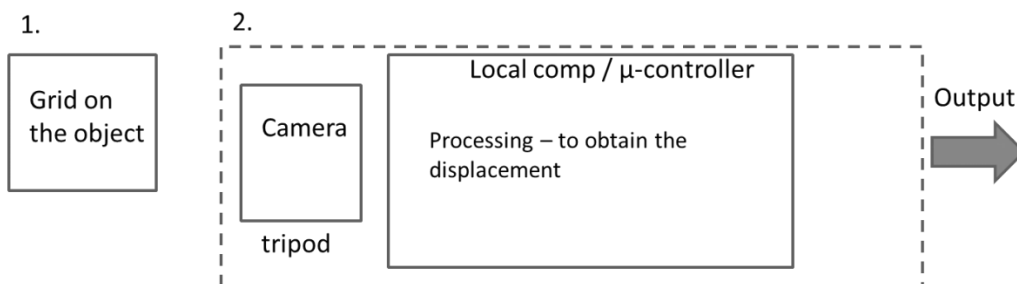 1.
2.
Grid on
the object
Camera
tripod
Local comp / μ-controller
Processing – to obtain the
displacement
Output